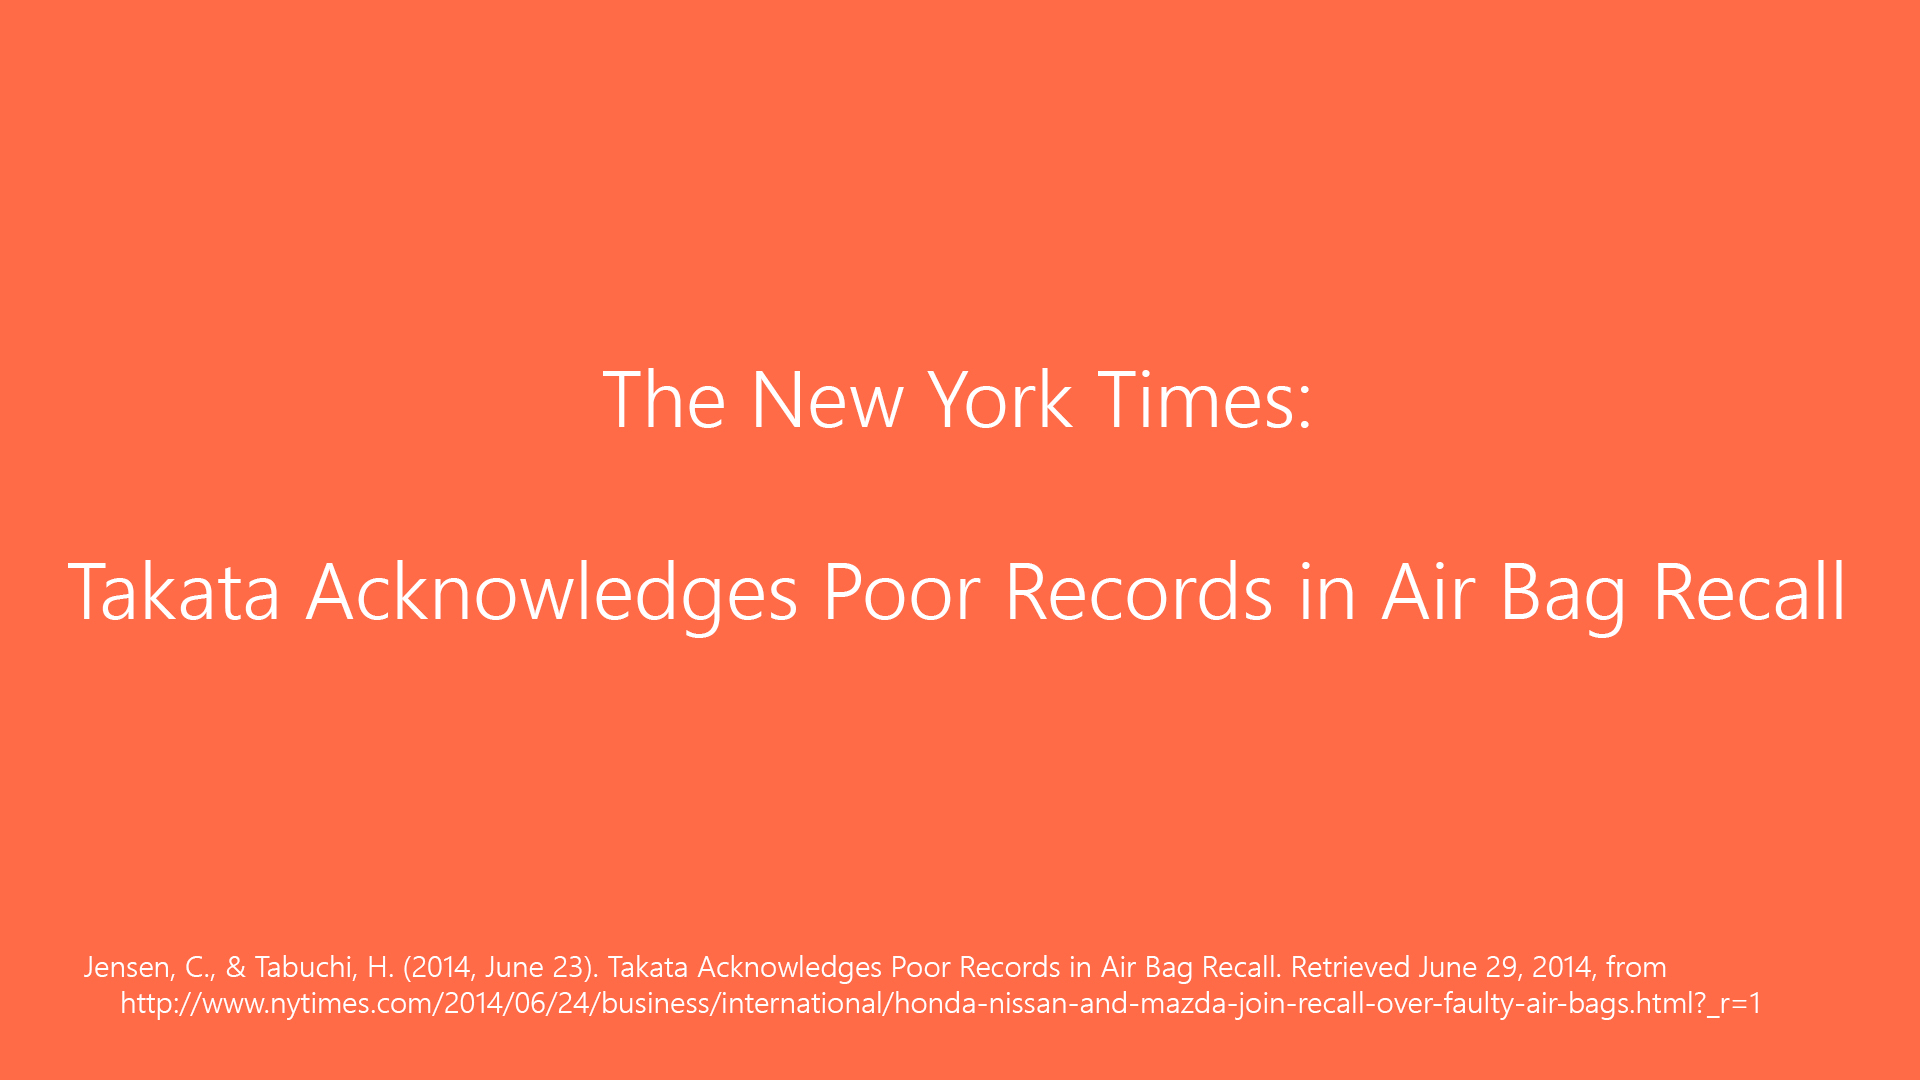 The New York Times:
Takata Acknowledges Poor Records in Air Bag Recall
Jensen, C., & Tabuchi, H. (2014, June 23). Takata Acknowledges Poor Records in Air Bag Recall. Retrieved June 29, 2014, from
http://www.nytimes.com/2014/06/24/business/international/honda-nissan-and-mazda-join-recall-over-faulty-air-bags.html?_r=1